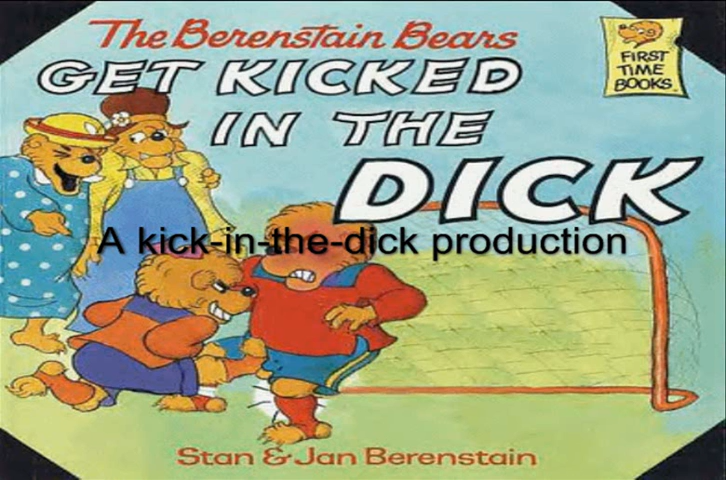 The Berenstain Bears
GET KICKED
IN THE
DICK
FIRST
TIME
BOOKS
A kick-in-the-dick production
Stan & Jan Berenstain